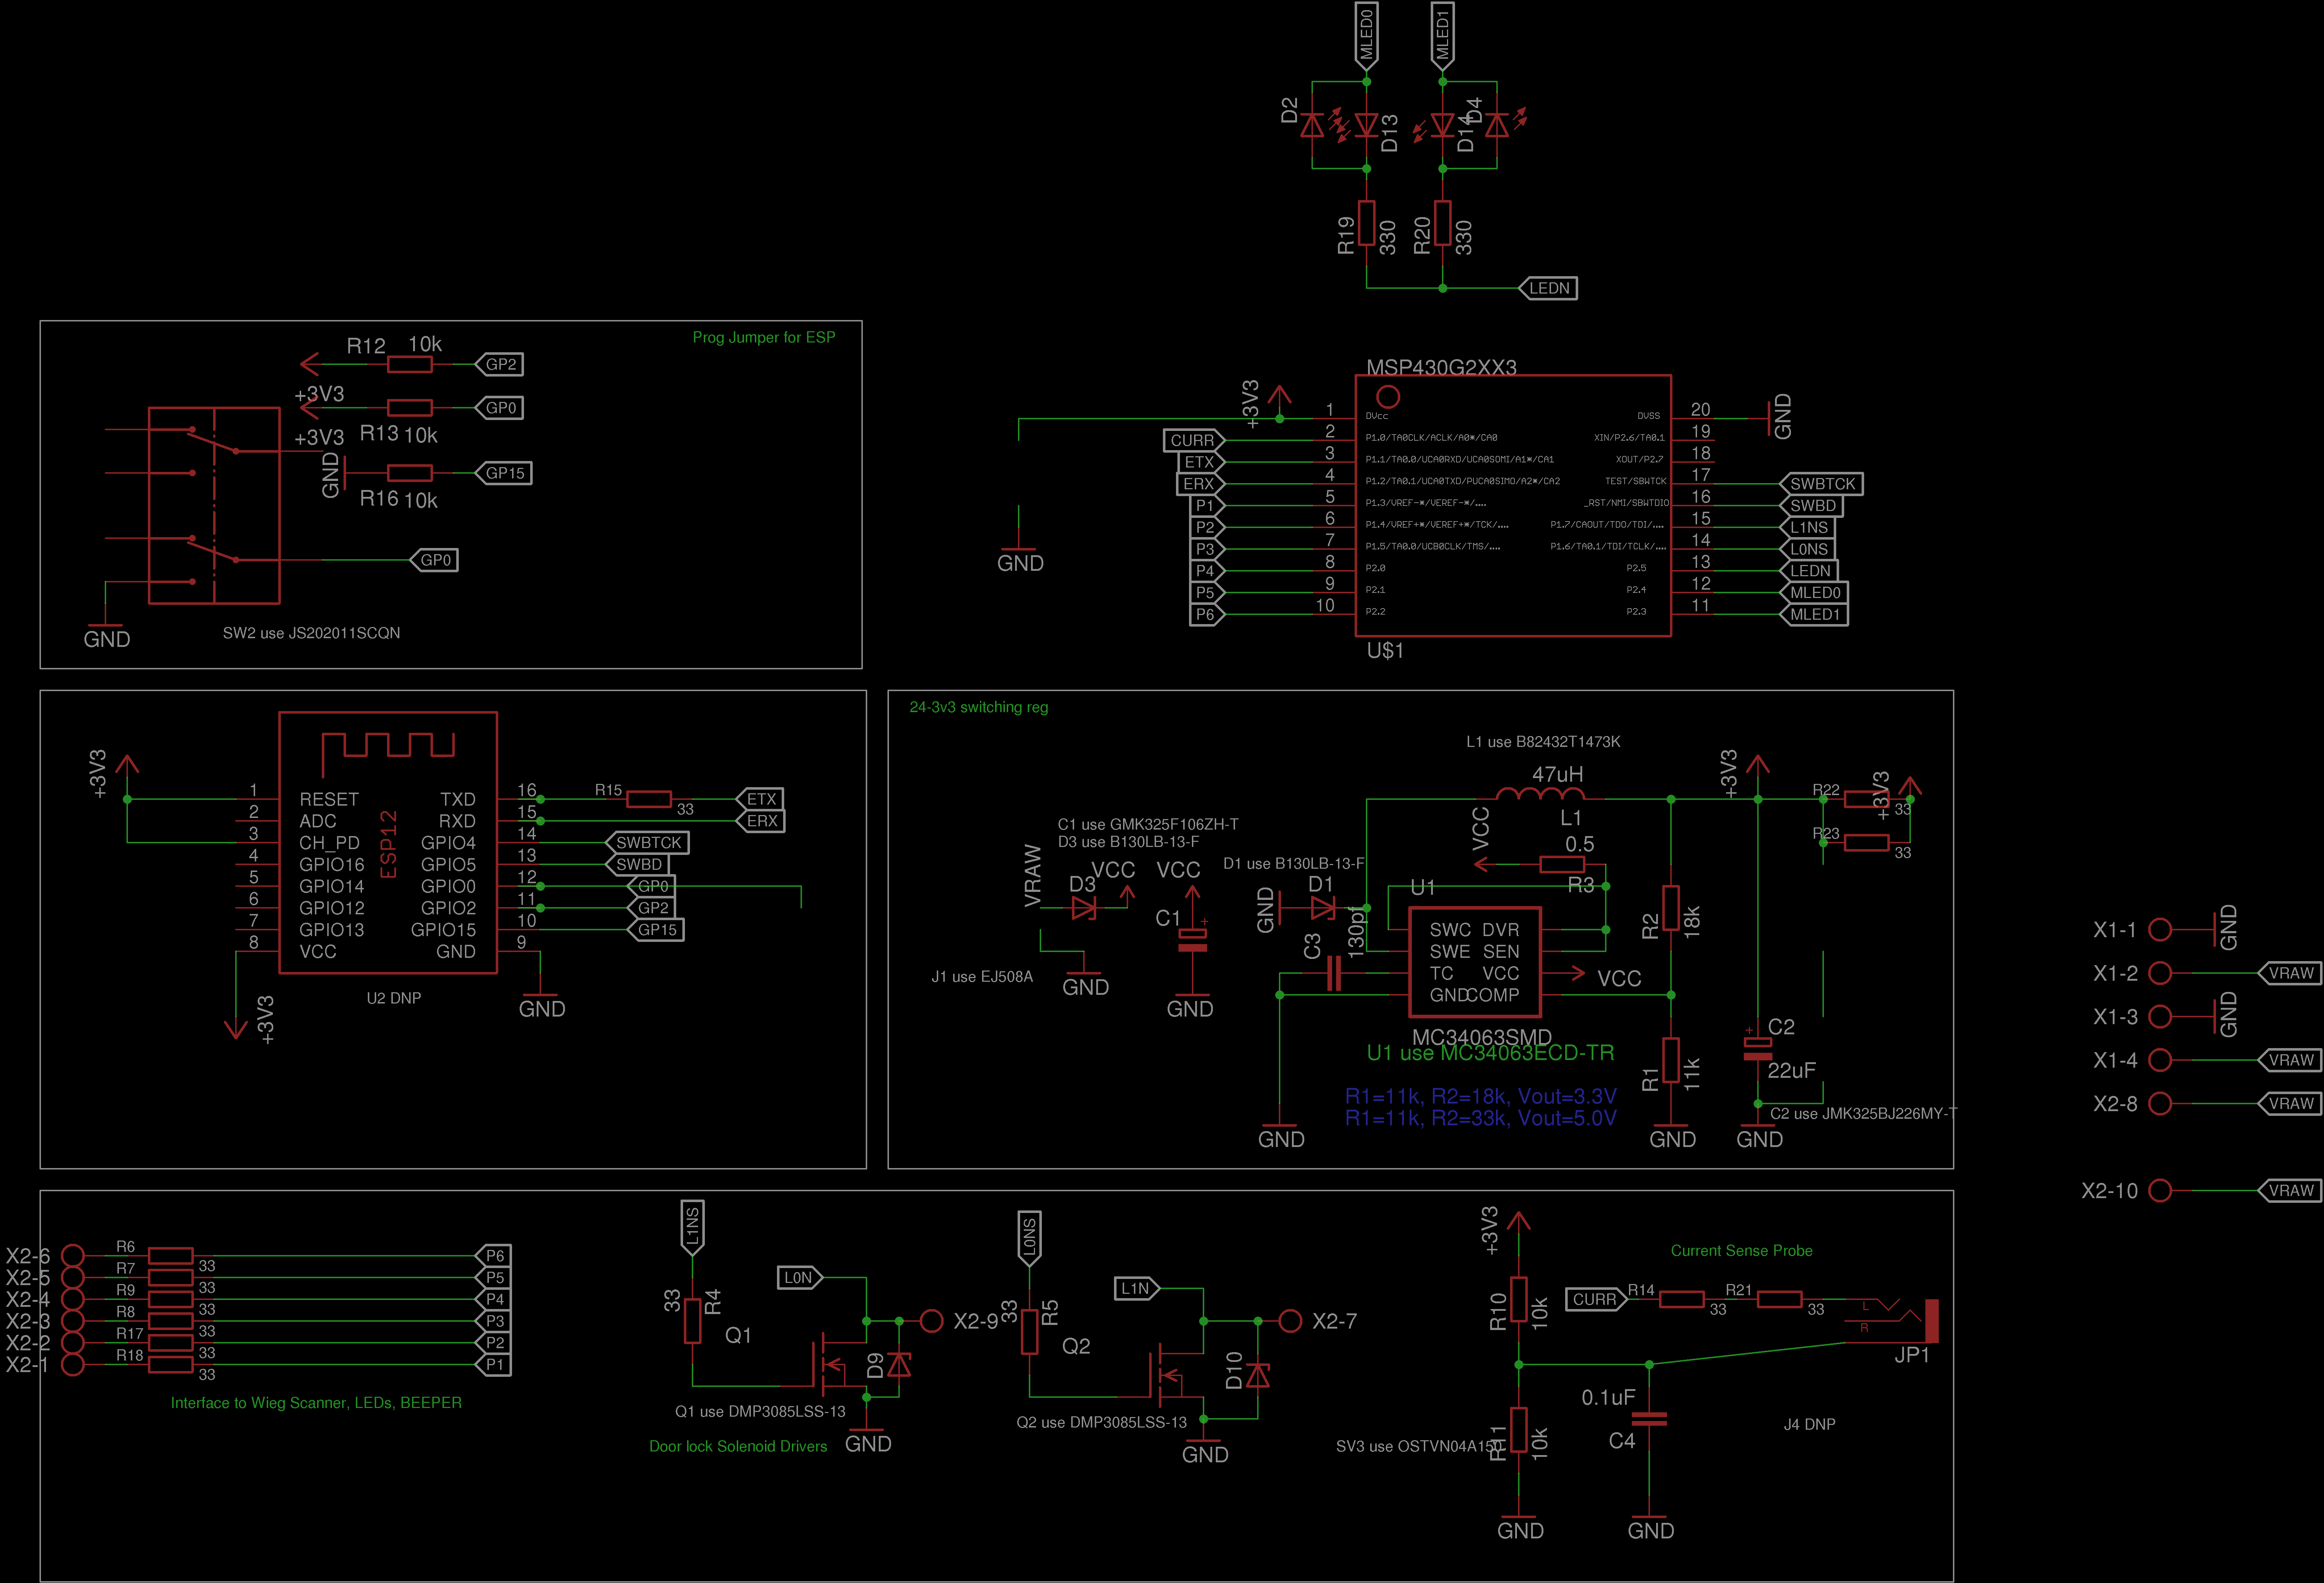 MLED0
MLED1
D2
D13
D14
D4
R19
330
R20
330
LEDN
Prog Jumper for ESP
R12
10k
GP2
+3V3
GP0
R13 10k
+3V3
GND
GP15
R16 10k
GP0
GND
SW2 use JS202011SCQN
MSP430G2XX3
+3V3
GND
1
DVcc
2
P1.0/TA0CLK/ACLK/A0*/CA0
3
P1.1/TA0.0/UCA0RXD/UCA0SOMI/A1*/CA1
4
P1.2/TA0.1/UCA0TXD/PUCA0SIMO/A2*/CA2
5
P1.3/VREF-*/VEREF-*/....
6
P1.4/VREF+*/VEREF+*/TCK/....
7
P1.5/TA0.0/UCB0CLK/TMS/....
8
P2.0
9
P2.1
10
P2.2
CURR
ETX
ERX
P1
P2
P3
P4
P5
P6
DVSS
20
GND
XIN/P2.6/TA0.1
19
XOUT/P2.7
18
TEST/SBWTCK
17
SWBTCK
_RST/NMI/SBWTDIO
16
SWBD
P1.7/CAOUT/TDO/TDI/....
15
L1NS
P1.6/TA0.1/TDI/TCLK/....
14
L0NS
P2.5
13
LEDN
P2.4
12
MLED0
P2.3
11
MLED1
U$1
+3V3
1
RESET
2
ADC
3
CH_PD
4
GPIO16
5
GPIO14
6
GPIO12
7
GPIO13
8
VCC
ESP12
TXD
16
RXD
15
GPIO4
14
GPIO5
13
GPIO0
12
GPIO2
11
GPIO15
10
GND
9
R15
33
ETX
ERX
SWBTCK
SWBD
GP0
GP2
GP15
+3V3
U2 DNP
GND
24-3v3 switching reg
L1 use B82432T1473K
47uH
L1
C1 use GMK325F106ZH-T
D3 use B130LB-13-F
D1 use B130LB-13-F
VRAW
D3
VCC
VCC
C1
+
GND
GND
J1 use EJ508A
GND
D1
C3
130pf
VCC
0.5
R3
U1
SWC
DVR
SWE
SEN
TC
VCC
GND
COMP
VCC
MC34063SMD
U1 use MC34063ECD-TR
R1=11k, R2=18k, Vout=3.3V
R1=11k, R2=33k, Vout=5.0V
GND
R2
18k
R1
11k
GND
+3V3
R22
33
+3V3
R23
33
+
C2
22uF
C2 use JMK325BJ226MY-T
GND
X1-1
GND
X1-2
VRAW
X1-3
GND
X1-4
VRAW
X2-8
VRAW
X2-10
VRAW
X2-6
R6
33
P6
X2-5
R7
33
P5
X2-4
R9
33
P4
X2-3
R8
33
P3
X2-2
R17
33
P2
X2-1
R18
33
P1
Interface to Wieg Scanner, LEDs, BEEPER
L1NS
33
R4
L0N
Q1
D9
X2-9
Q1 use DMP3085LSS-13
GND
Door lock Solenoid Drivers
L0NS
33
R5
L1N
Q2
D10
X2-7
Q2 use DMP3085LSS-13
GND
+3V3
R10
10k
Current Sense Probe
CURR
R14
33
R21
33
L
R
JP1
R11
10k
0.1uF
C4
SV3 use OSTVN04A150
J4 DNP
GND
GND